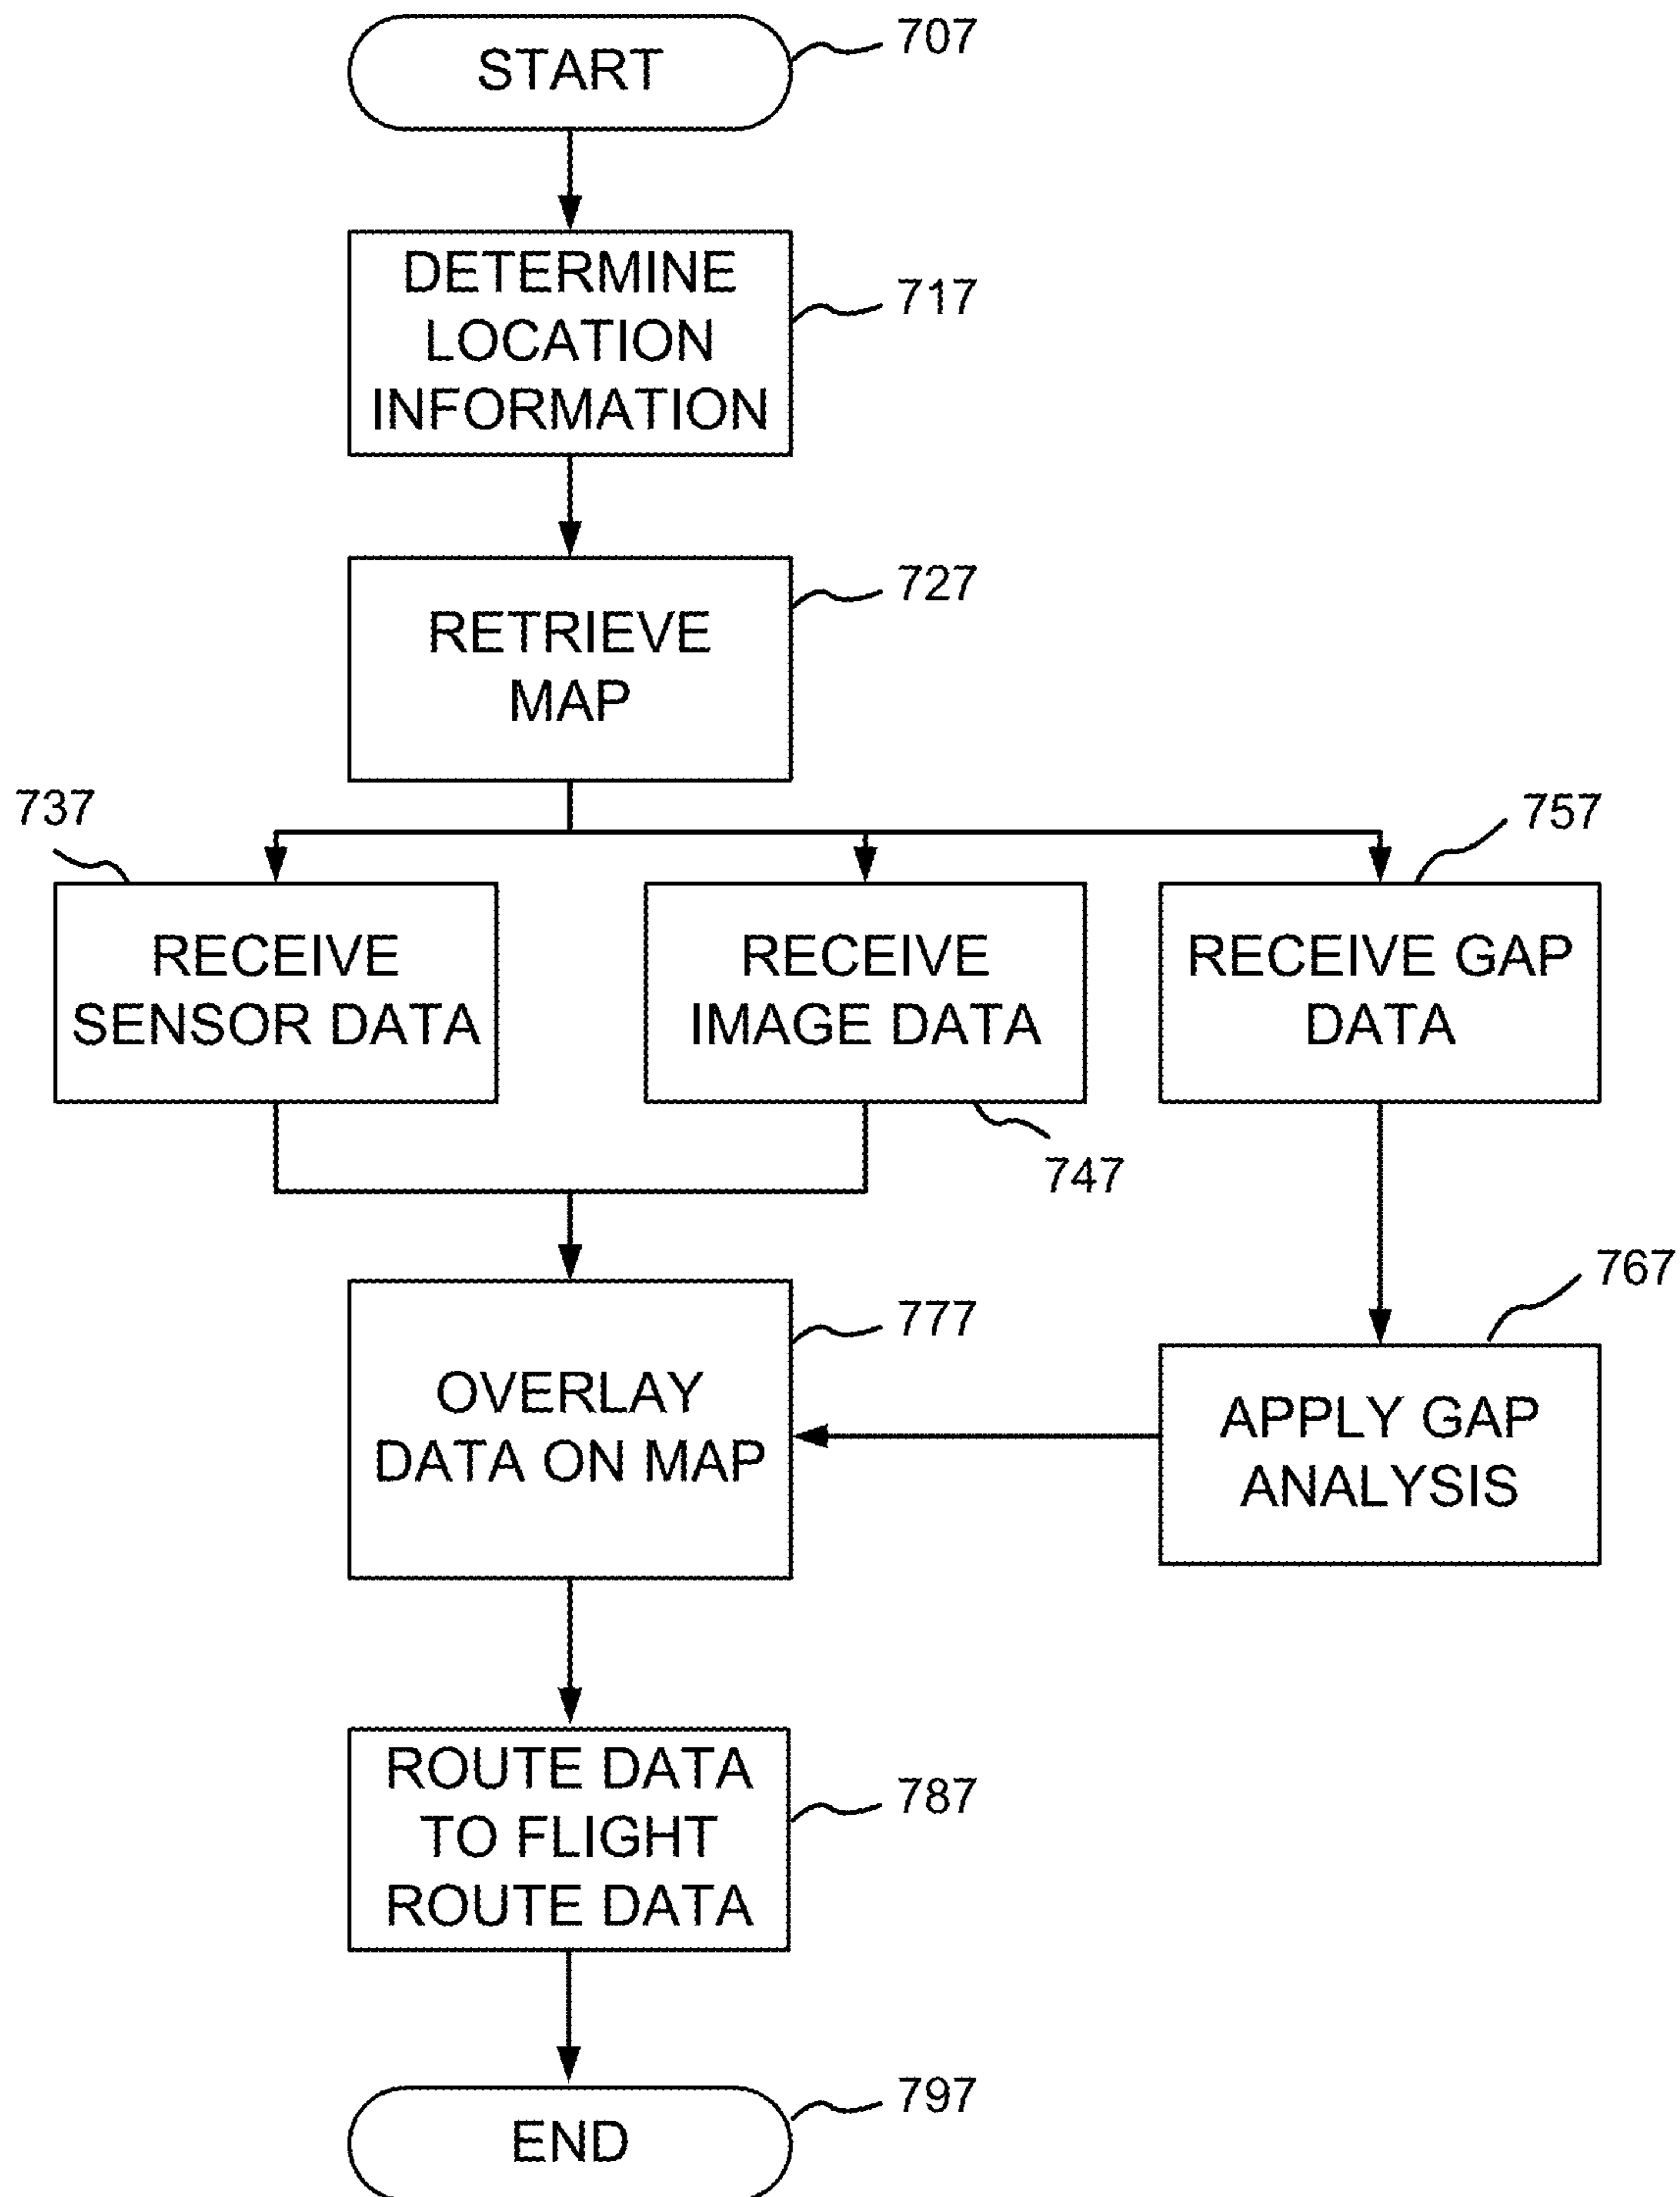 START
707
DETERMINE
LOCATION
INFORMATION
717
RETRIEVE
MAP
727
737
RECEIVE
SENSOR DATA
RECEIVE
IMAGE DATA
747
757
RECEIVE GAP
DATA
767
APPLY GAP
ANALYSIS
777
OVERLAY
DATA ON MAP
ROUTE DATA
TO FLIGHT
ROUTE DATA
787
END
797